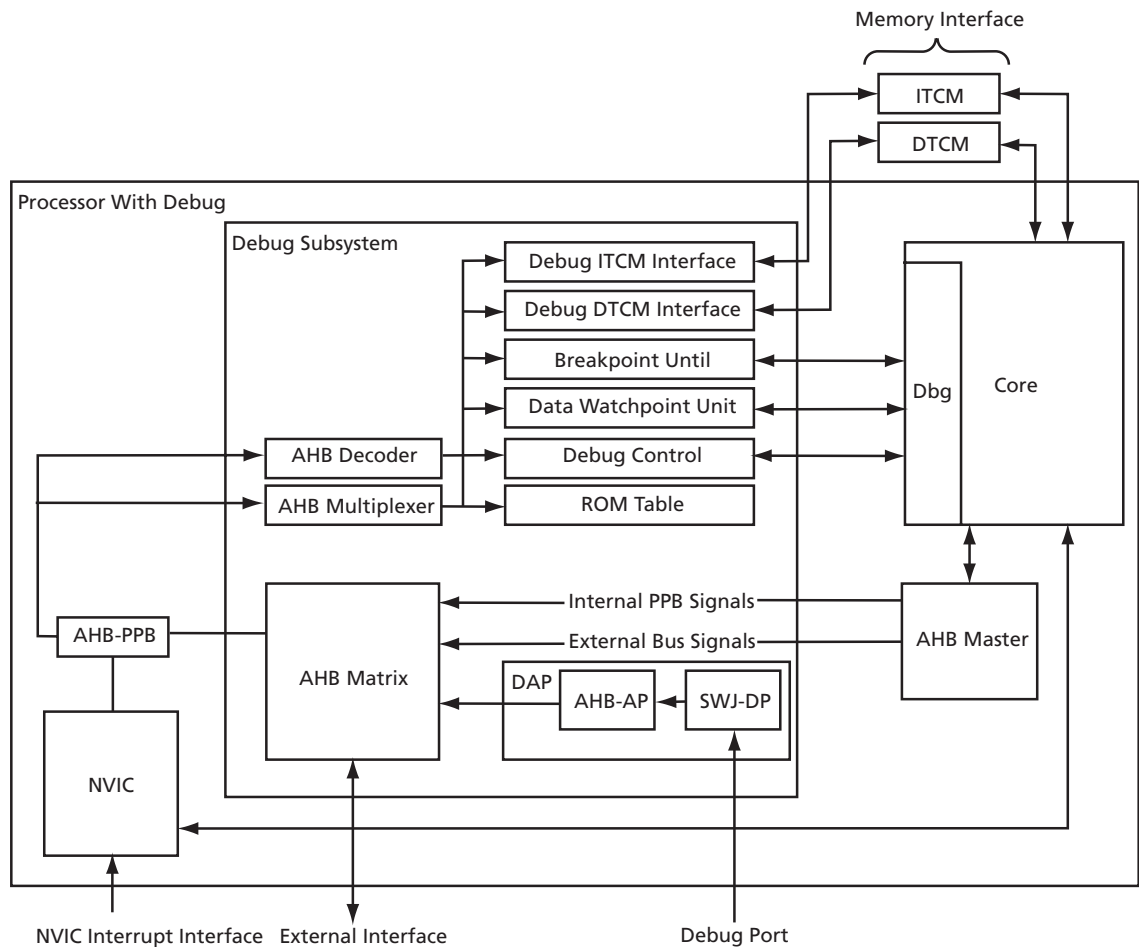 Memory Interface
ITCM
DTCM
Processor With Debug
Debug Subsystem
Debug ITCM Interface
Debug DTCM Interface
Breakpoint Until
Data Watchpoint Unit
Dbg
Core
AHB Decoder
Debug Control
AHB Multiplexer
ROM Table
Internal PPB Signals
External Bus Signals
AHB-PPB
AHB Matrix
AHB Master
DAP
AHB-AP
SWJ-DP
NVIC
NVIC Interrupt Interface
External Interface
Debug Port